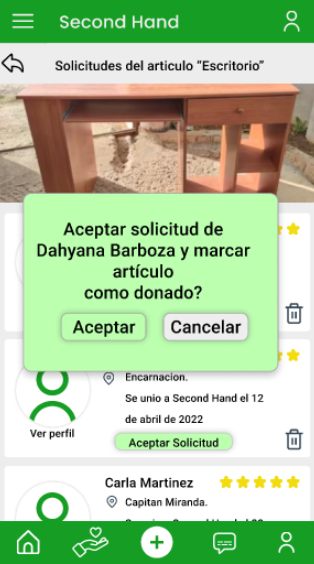 Second Hand
Solicitudes del articulo “Escritorio”
Aceptar solicitud de
Dahyana Barboza y marcar
artículo
como donado?
Aceptar
Cancelar
Encarnacion.
Se unio a Second Hand el 12
de abril de 2022
Ver perfil
Aceptar Solicitud
Carla Martinez
Capitan Miranda.